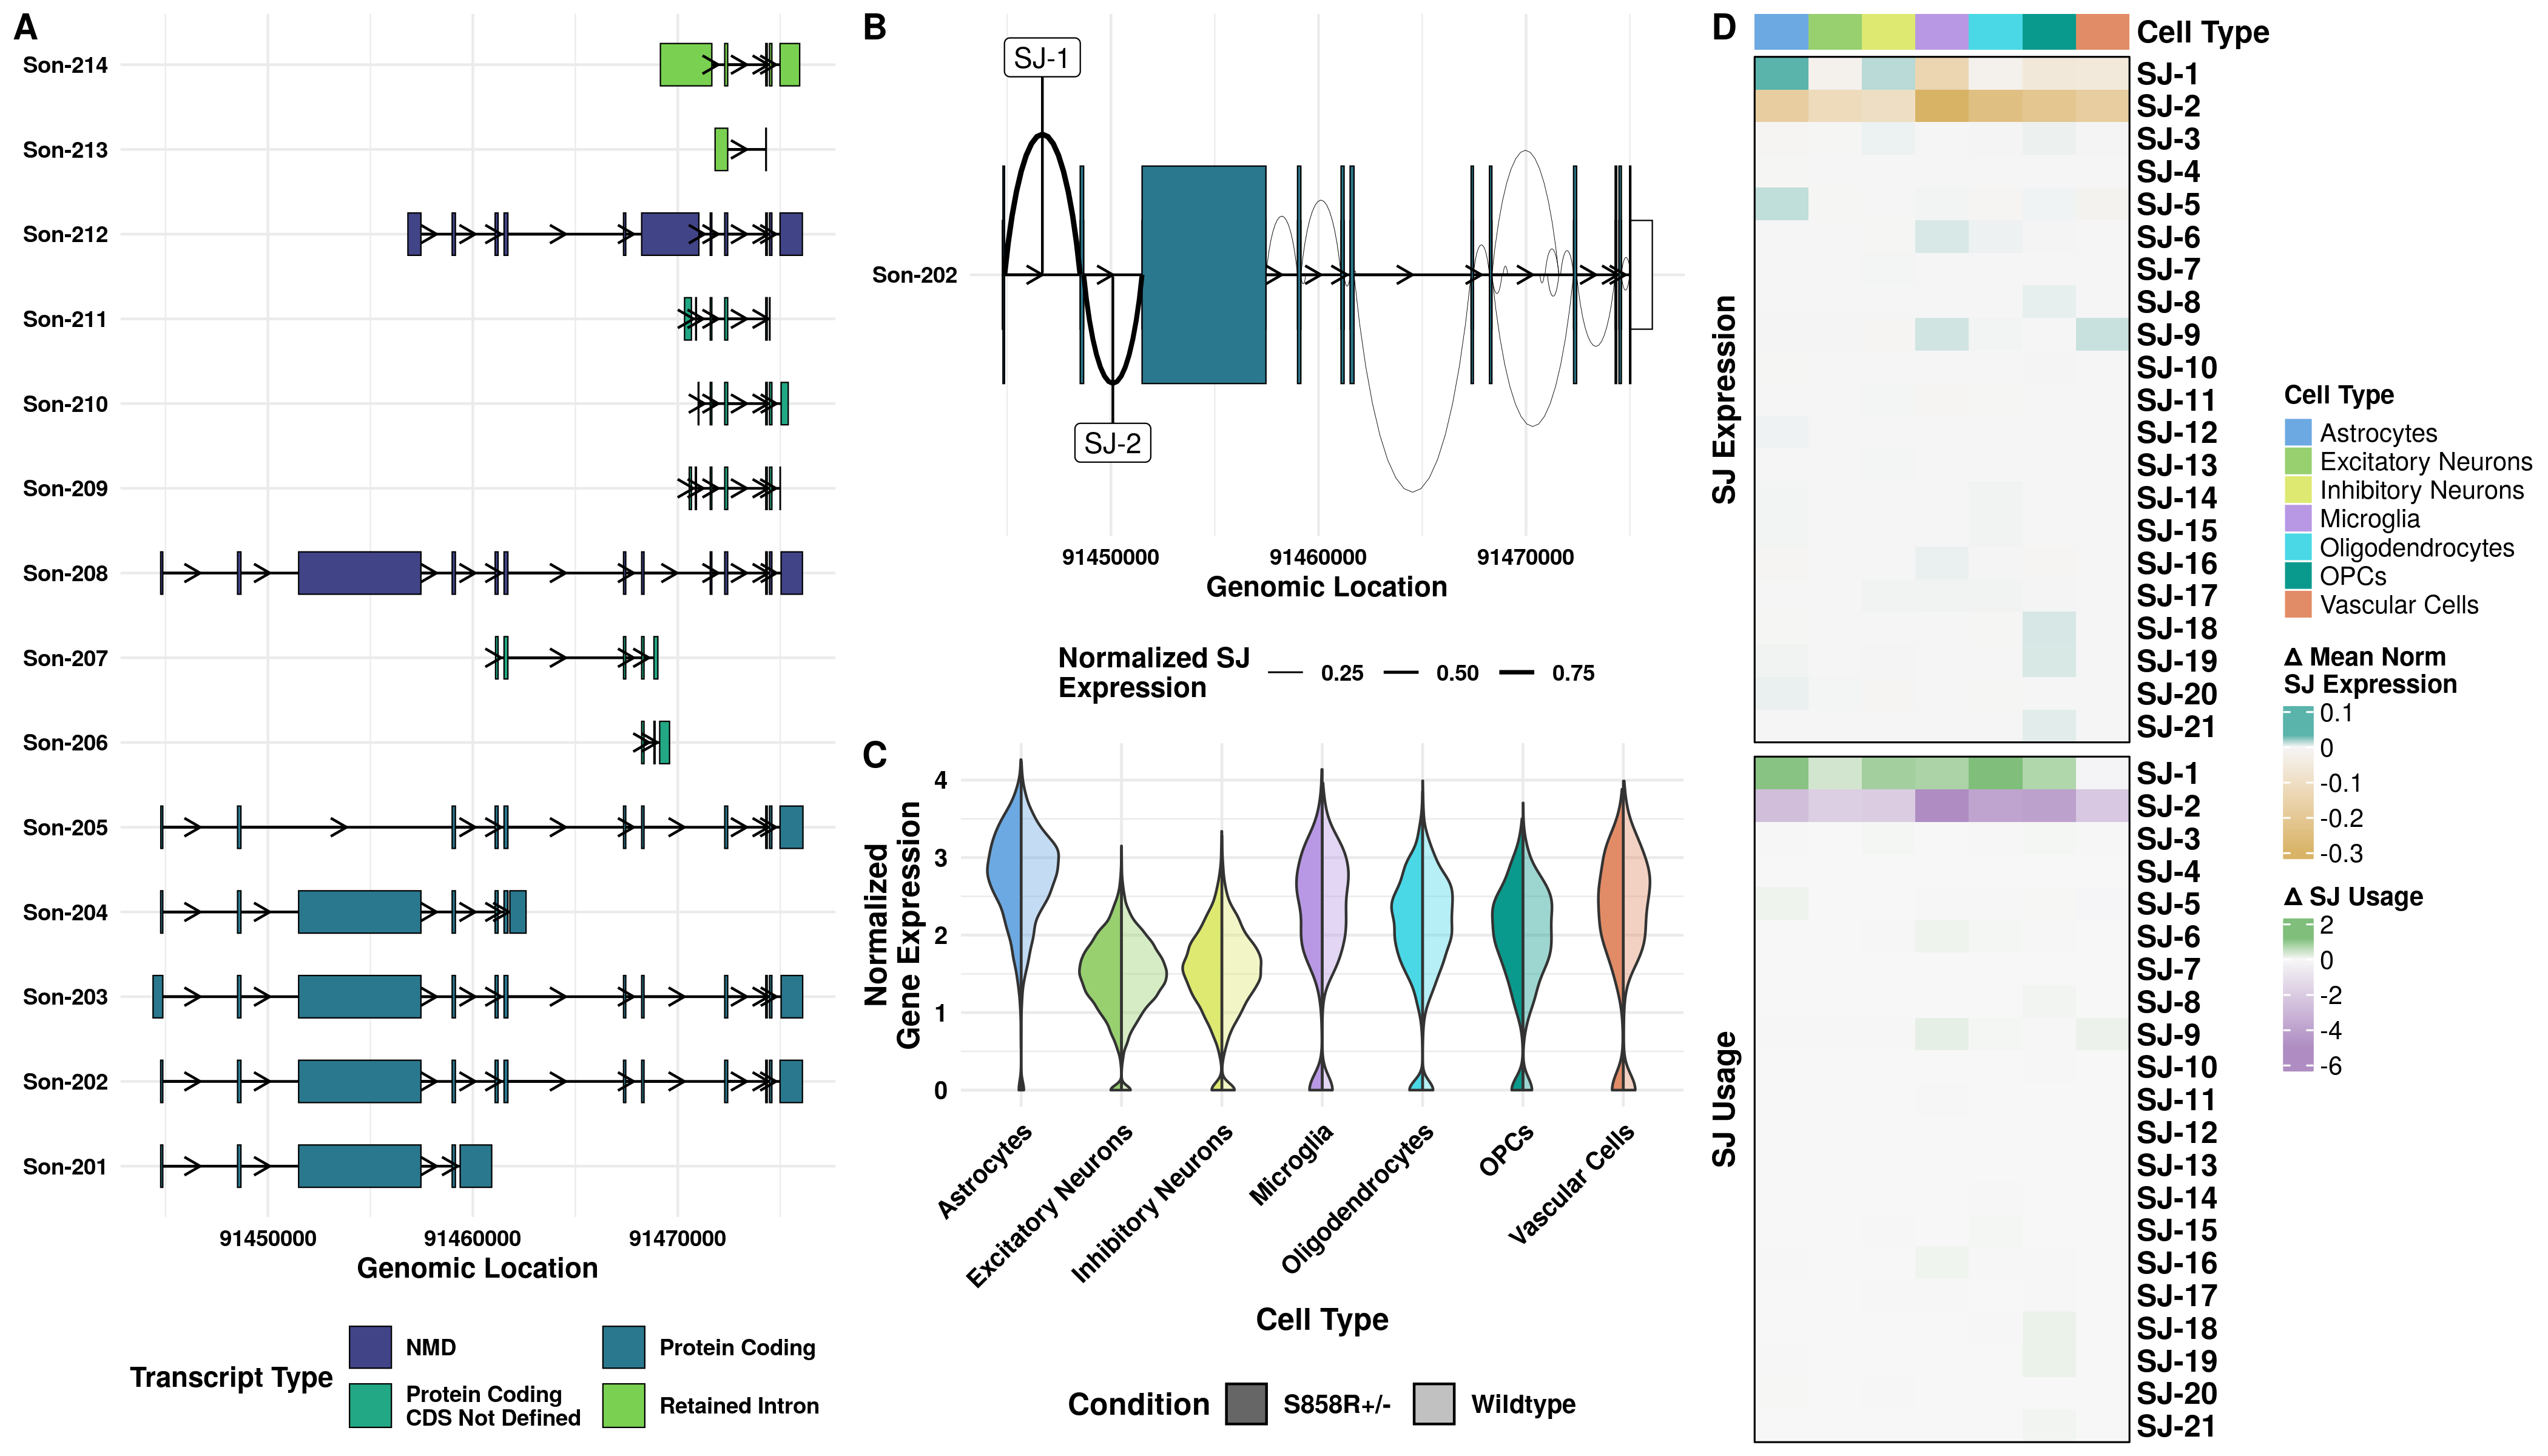 A
Son-214
Son-213
Son-212
Son-211
Son-210
Son-209
Son-208
Son-207
Son-206
Son-205
Son-204
Son-203
Son-202
Son-201
91450000 91460000 91470000
Genomic Location
Transcript Type
NMD
Protein Coding
Protein Coding
CDS Not Defined
Retained Intron
B
SJ-1
Son-202
SJ-2
91450000 91460000 91470000
Genomic Location
Normalized SJ
Expression
0.25 0.50 0.75
C
Normalized
Gene Expression
4
3
2
1
0
Astrocytes
Excitatory Neurons
Inhibitory Neurons
Microglia
Oligodendrocytes
OPCs
Vascular Cells
Cell Type
Condition S858R+/- Wildtype
D
Cell Type
SJ Expression
SJ-1
SJ-2
SJ-3
SJ-4
SJ-5
SJ-6
SJ-7
SJ-8
SJ-9
SJ-10
SJ-11
SJ-12
SJ-13
SJ-14
SJ-15
SJ-16
SJ-17
SJ-18
SJ-19
SJ-20
SJ-21
SJ Usage
SJ-1
SJ-2
SJ-3
SJ-4
SJ-5
SJ-6
SJ-7
SJ-8
SJ-9
SJ-10
SJ-11
SJ-12
SJ-13
SJ-14
SJ-15
SJ-16
SJ-17
SJ-18
SJ-19
SJ-20
SJ-21
Cell Type
Astrocytes
Excitatory Neurons
Inhibitory Neurons
Microglia
Oligodendrocytes
OPCs
Vascular Cells
Δ Mean Norm
SJ Expression
0.1
0
-0.1
-0.2
-0.3
Δ SJ Usage
2
0
-2
-4
-6